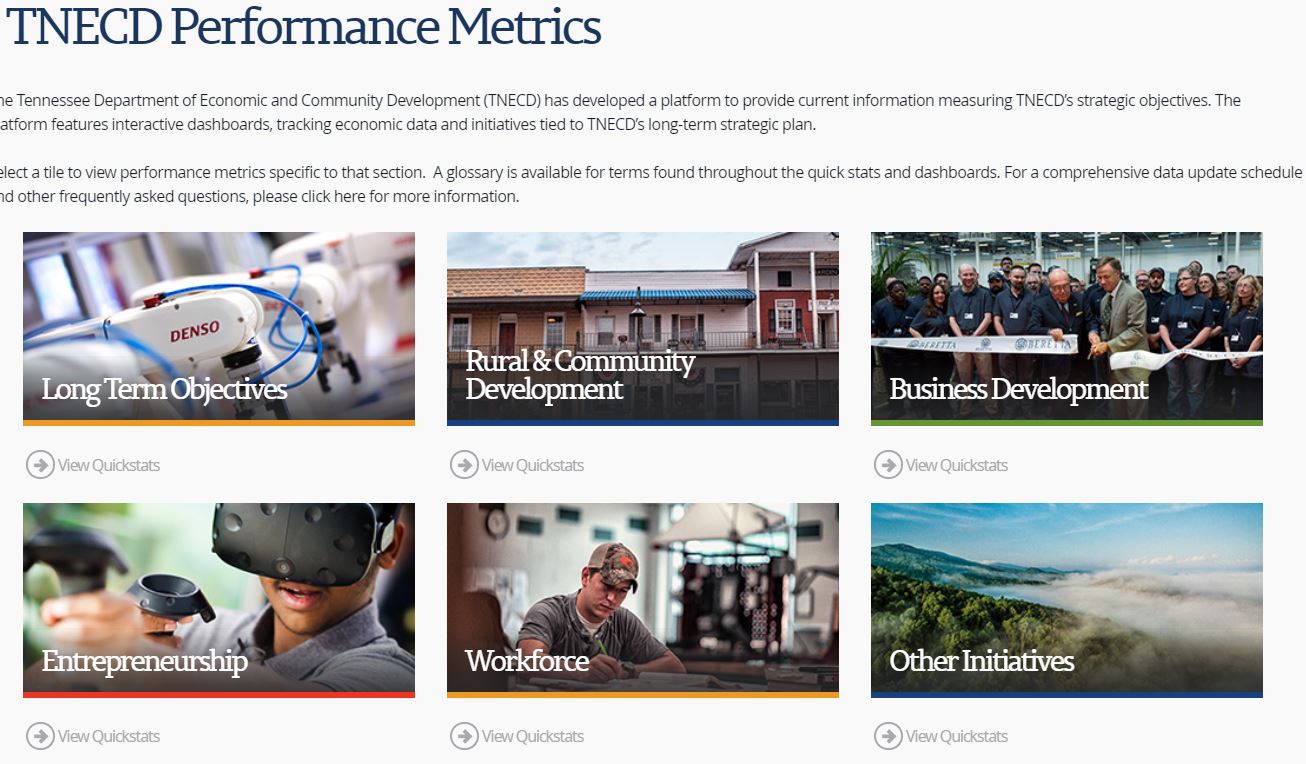 TNECD Performance Metrics
he Tennessee Department of Economic and Community Development (TNECD) has developed a platform to provide current information measuring TNECD's strategic objectives. The
atform features interactive dashboards, tracking economic data and initiatives tied to TNECD's long-term strategic plan.
elect a tile to view performance metrics specific to that section. A glossary is available for terms found throughout the quick stats and dashboards. For a comprehensive data update schedule
nd other frequently asked questions, please click here for more information.
DENSO
Long Term Objectives
Rural & Community
Development
BERETTA
BERETTA
Business Development
View Quickstats
View Quickstats
View Quickstats
Entrepreneurship
Workforce
Other Initiatives
View Quickstats
View Quickstats
View Quickstats